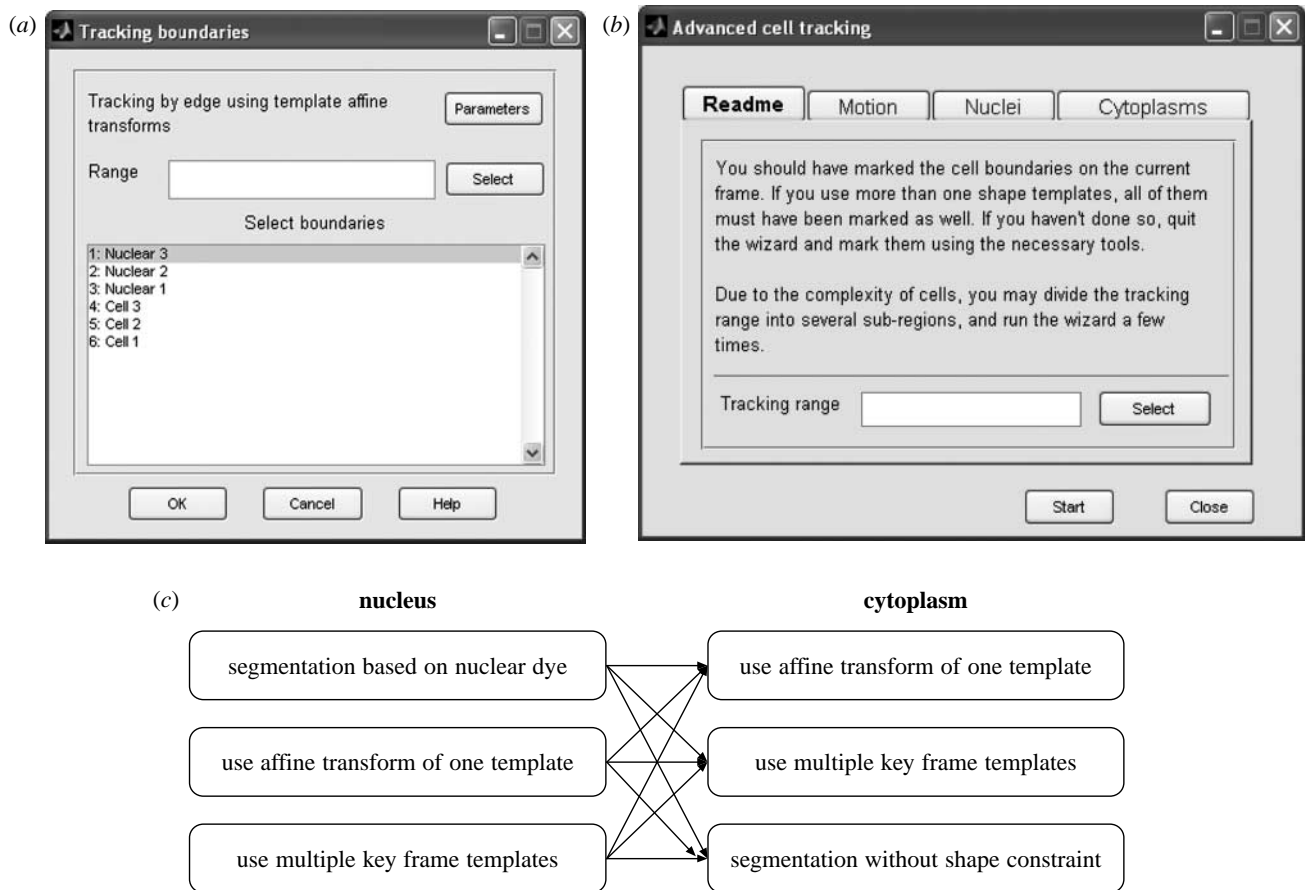 (a)
Tracking boundaries
Tracking by edge using template affine
transforms
Parameters
Range
Select
Select boundaries
1: Nuclear 3
2: Nuclear 2
3: Nuclear 1
4: Cell 3
5: Cell 2
6: Cell 1
OK
Cancel
Help
(b)
Advanced cell tracking
Readme
Motion
Nuclei
Cytoplasms
You should have marked the cell boundaries on the current
frame. If you use more than one shape templates, all of them
must have been marked as well. If you haven't done so, quit
the wizard and mark them using the necessary tools.
Due to the complexity of cells, you may divide the tracking
range into several sub-regions, and run the wizard a few
times.
Tracking range
Select
Start
Close
(c)
nucleus
cytoplasm
segmentation based on nuclear dye
use affine transform of one template
use affine transform of one template
use multiple key frame templates
use multiple key frame templates
segmentation without shape constraint